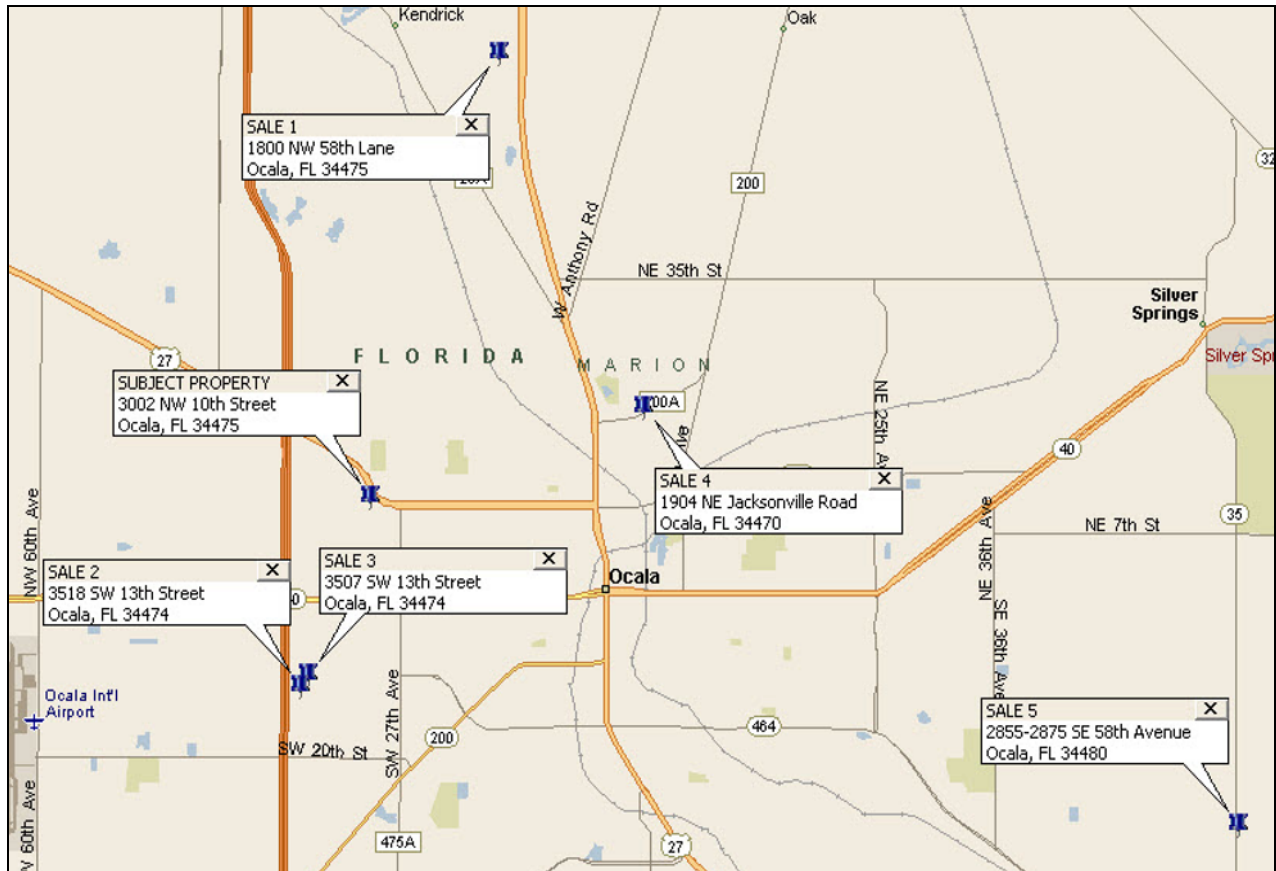 Kendrick
Oak
SALE 1
1800 NW 58th Lane
Ocala, FL 34475
200
32
W Anthony Rd
NE 35th St
Silver
Springs
27
FLORIDA
MARION
Silver Spr
SUBJECT PROPERTY
3002 NW 10th Street
Ocala, FL 34475
200A
NE 25th Av
40
SALE 4
1904 NE Jacksonville Road
Ocala, FL 34470
NW 60th Ave
NE 36th Ave
35
NE 7th St
SALE 3
3507 SW 13th Street
Ocala, FL 34474
SALE 2
3518 SW 13th Street
Ocala, FL 34474
Ocala
SE 36th Ave
Ocala Int'l
Airport
SW 27th Ave
200
464
SALE 5
2855-2875 SE 58th Avenue
Ocala, FL 34480
SW 20th St
W 60th Ave
475A
27